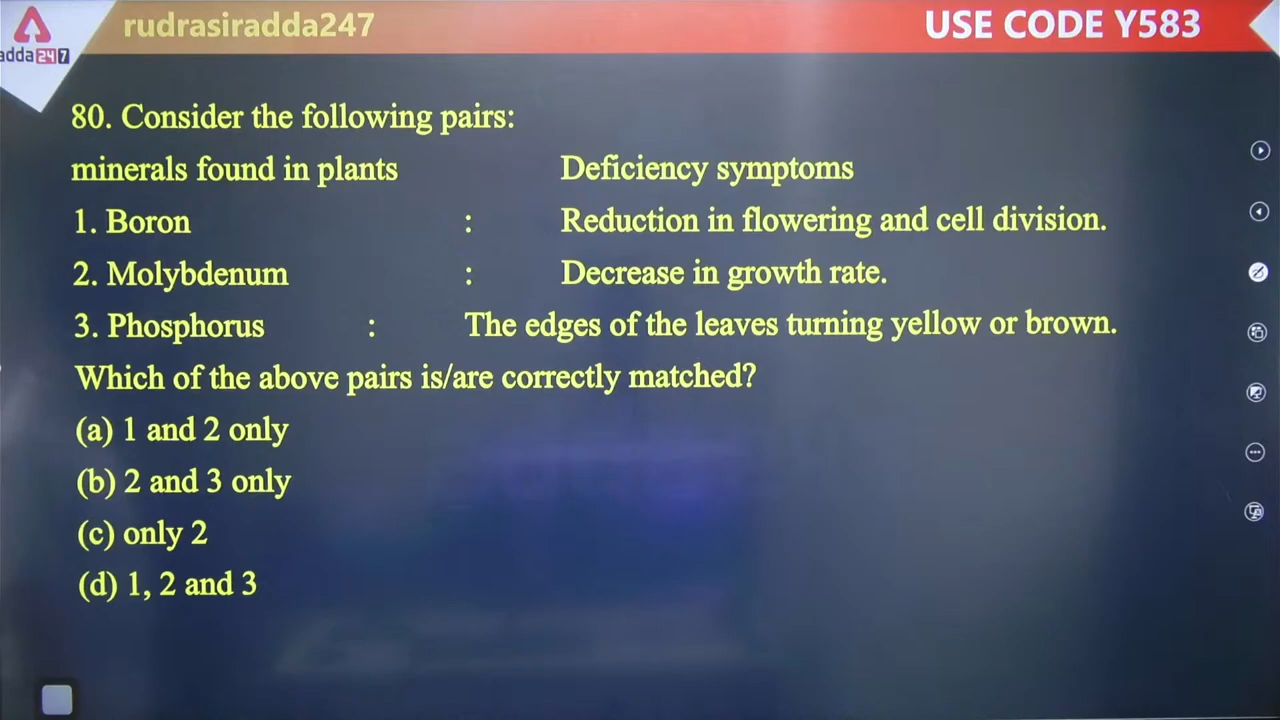 rudrasiradda247
USE CODE Y583
adda247
80. Consider the following pairs:
minerals found in plants Deficiency symptoms
1. Boron : Reduction in flowering and cell division.
2. Molybdenum : Decrease in growth rate.
3. Phosphorus : The edges of the leaves turning yellow or brown.
Which of the above pairs is/are correctly matched?
(a) 1 and 2 only
(b) 2 and 3 only
(c) only 2
(d) 1, 2 and 3